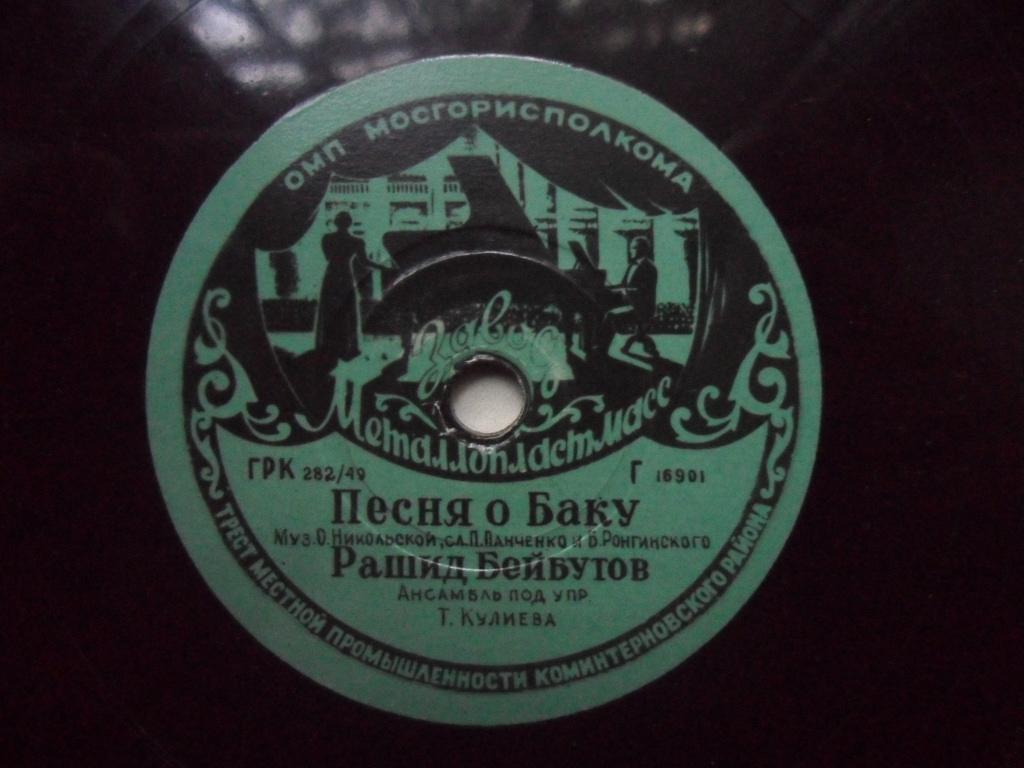 ОМП МОСГОРИСПОЛКОМА
Завод
Металлопластмасс
ГРК 282/49 Г 16901
Песня о Баку
Муз. О. Никольской, сл. П. Панченко и В. Ронгинского
Рашид Бейбутов
Ансамбль под упр.
Т. Кулиева
ТРЕСТ МЕСТНОЙ ПРОМЫШЛЕННОСТИ КОМИНТЕРНОВСКОГО РАЙОНА